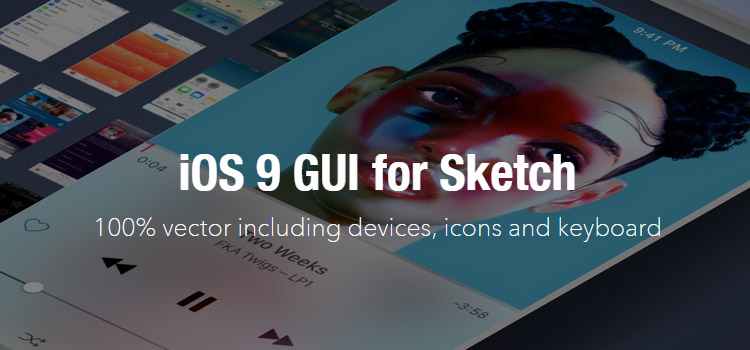 9:41 PM
0:04
iOS 9 GUI for Sketch
100% vector including devices, icons and keyboard
Two Weeks
FKA Twigs – LP1
-3:58